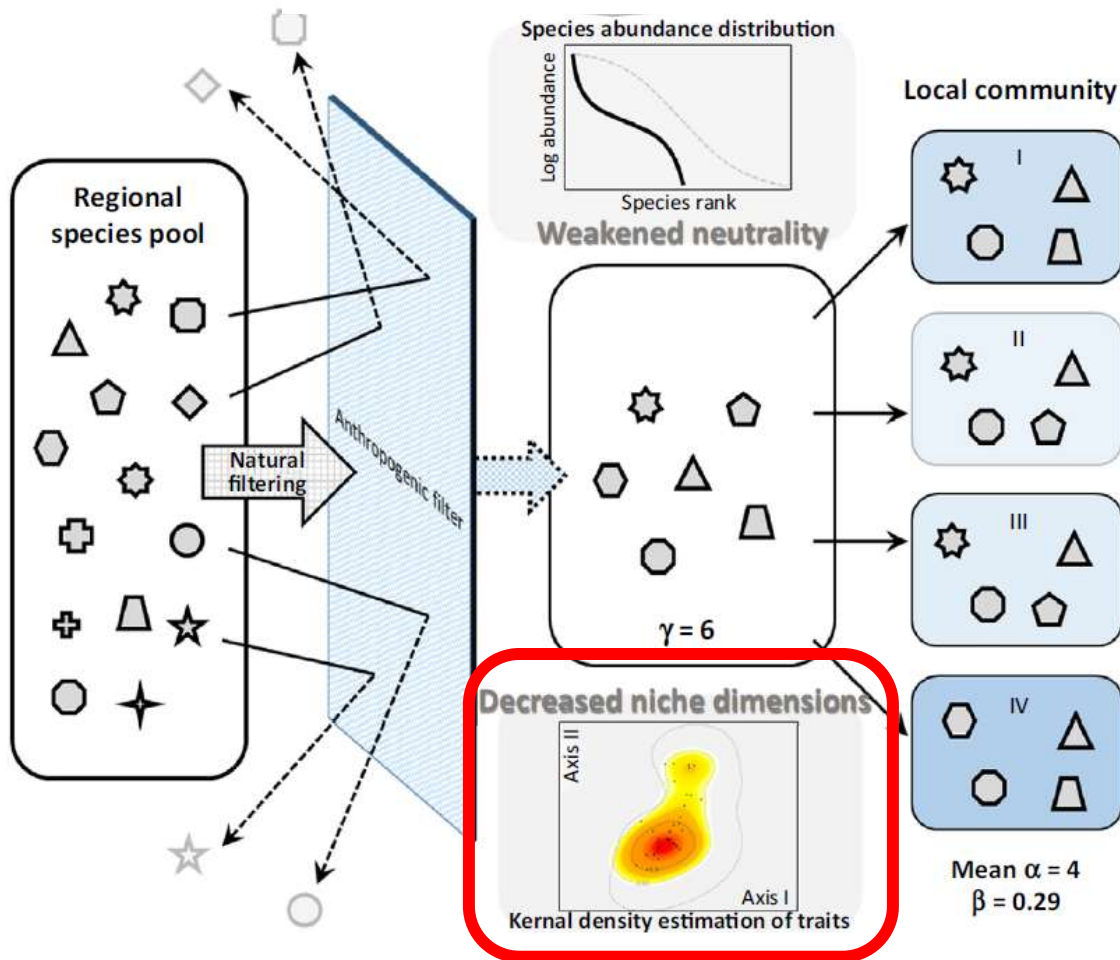 Species abundance distribution
Log abundance
Species rank
Weakened neutrality
Local community
Regional
species pool
Natural
filtering
Anthropogenic filter
γ = 6
I
II
III
IV
Decreased niche dimensions
Axis II
Axis I
Kernal density estimation of traits
Mean α = 4
β = 0.29